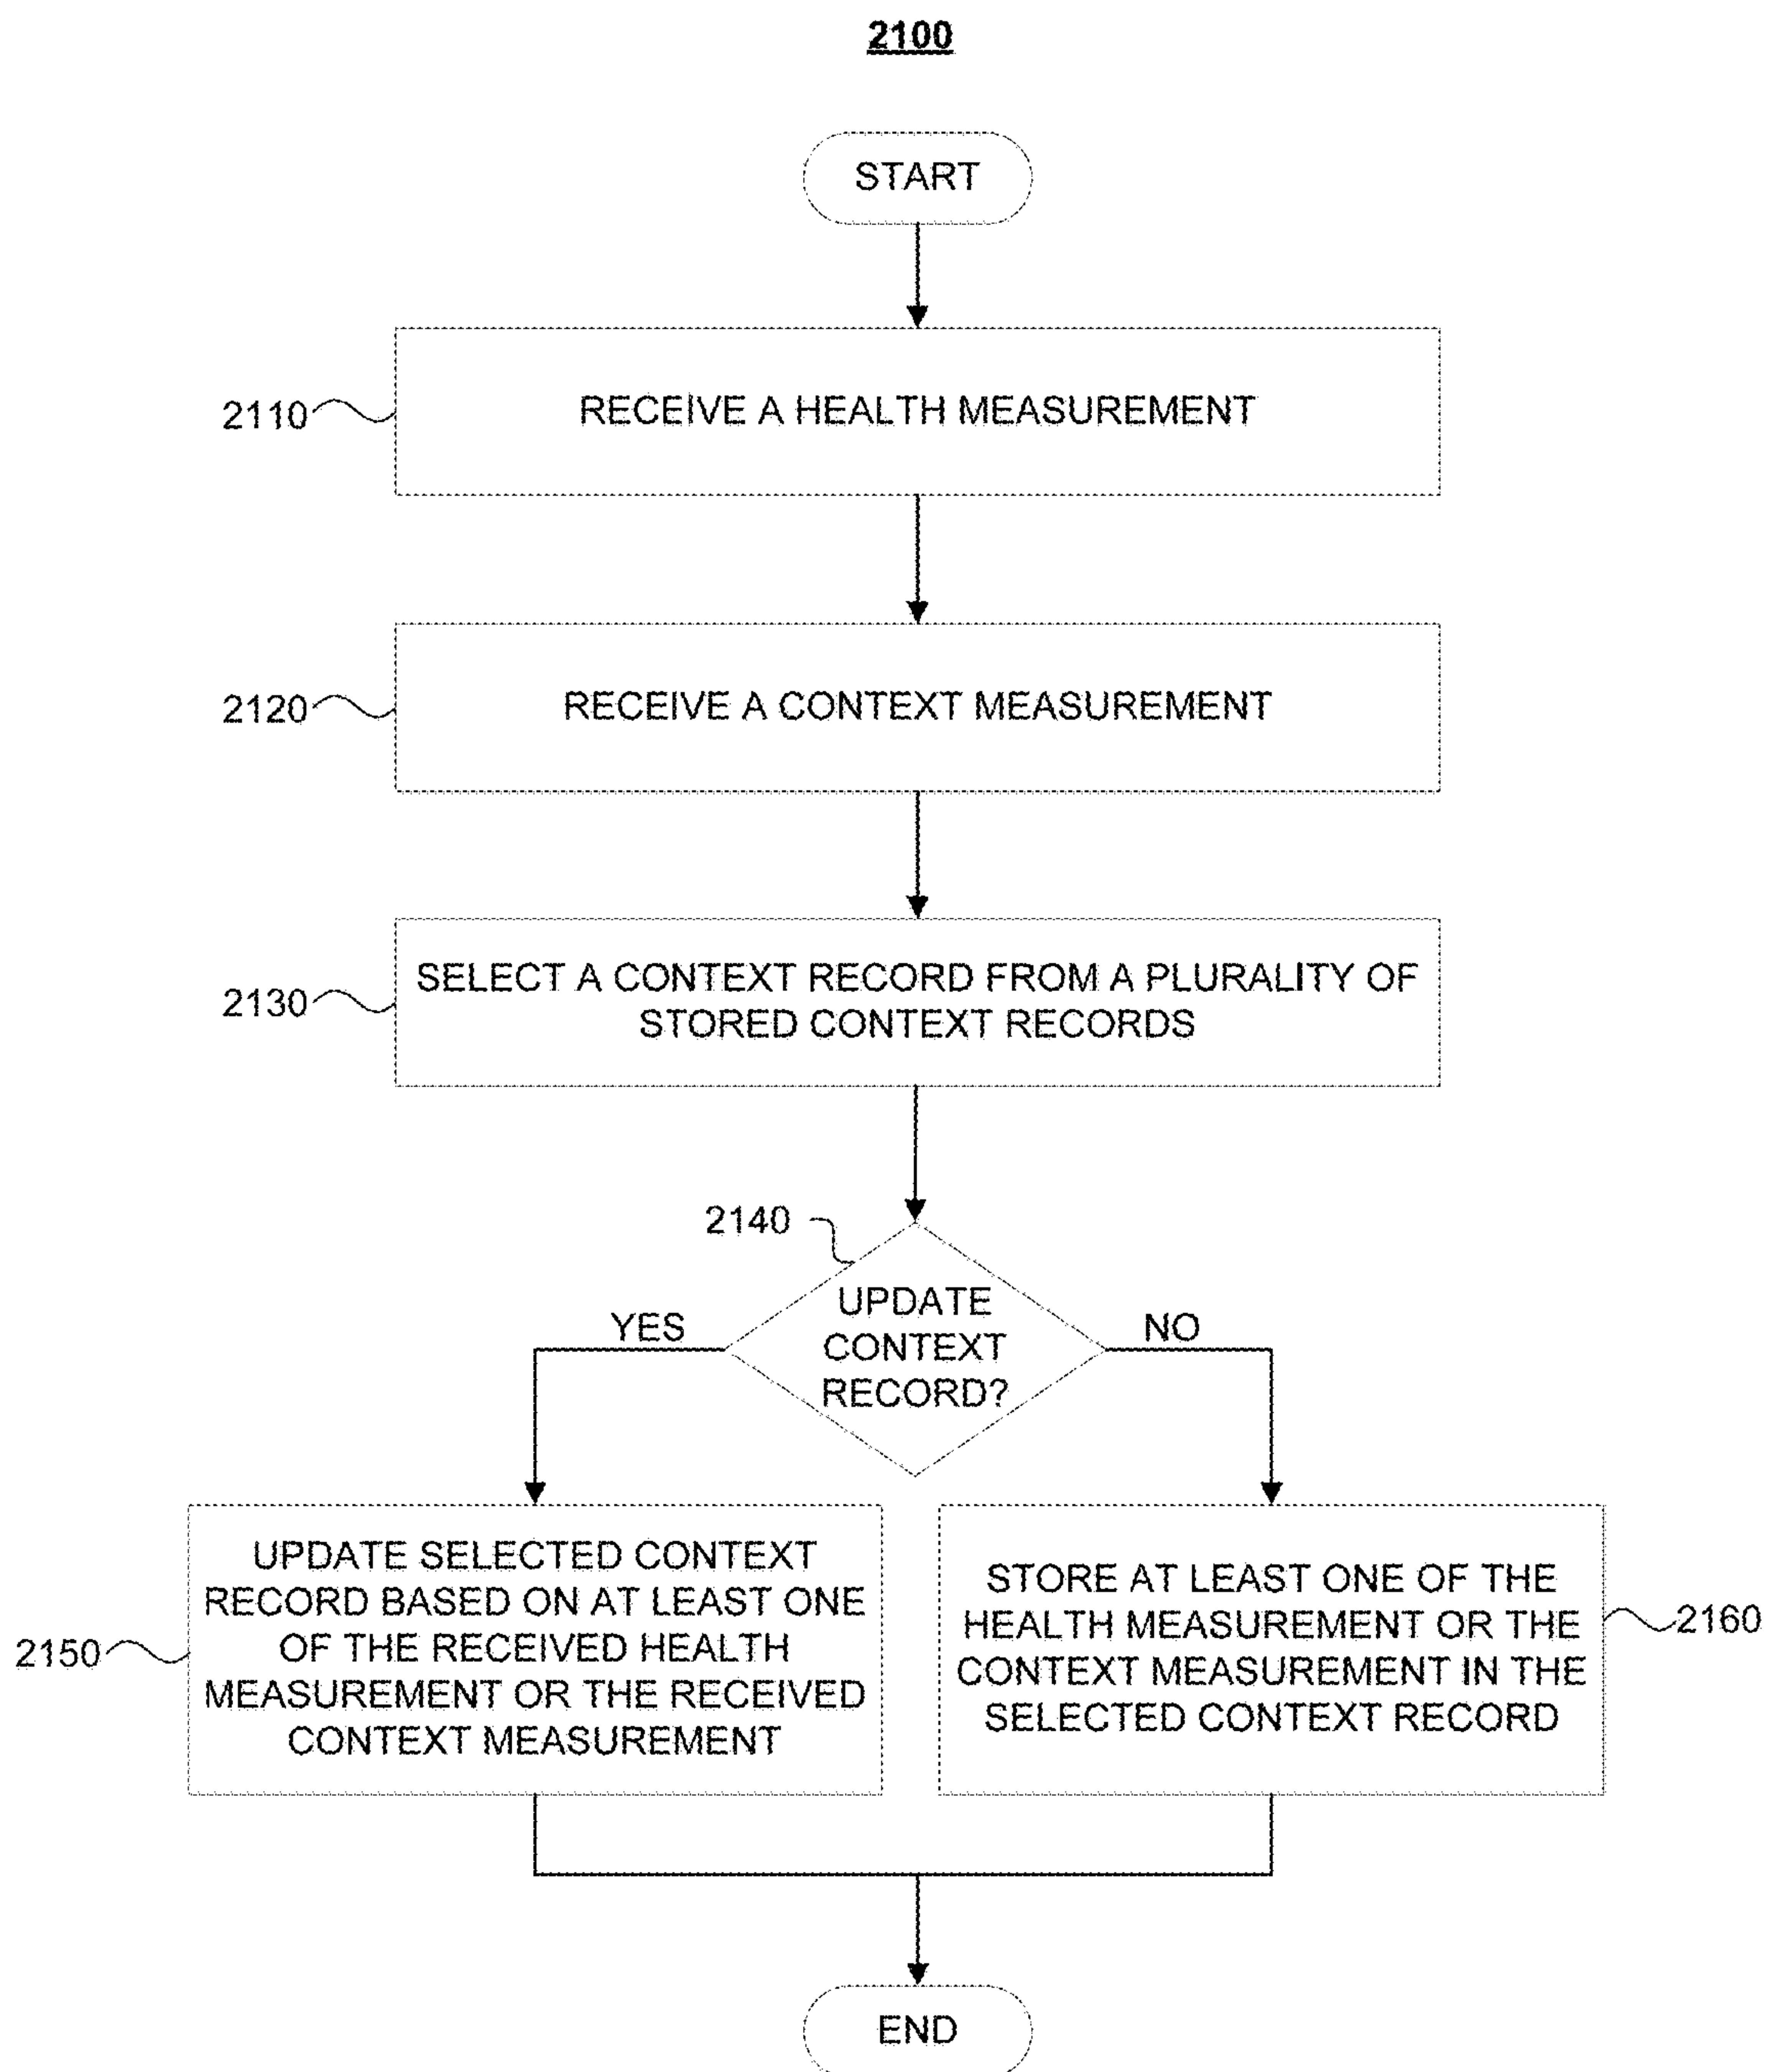 2100
START
2110
RECEIVE A HEALTH MEASUREMENT
2120
RECEIVE A CONTEXT MEASUREMENT
2130
SELECT A CONTEXT RECORD FROM A PLURALITY OF
STORED CONTEXT RECORDS
2140
UPDATE
CONTEXT
RECORD?
YES
NO
2150
UPDATE SELECTED CONTEXT
RECORD BASED ON AT LEAST ONE
OF THE RECEIVED HEALTH
MEASUREMENT OR THE RECEIVED
CONTEXT MEASUREMENT
STORE AT LEAST ONE OF THE
HEALTH MEASUREMENT OR THE
CONTEXT MEASUREMENT IN THE
SELECTED CONTEXT RECORD
2160
END